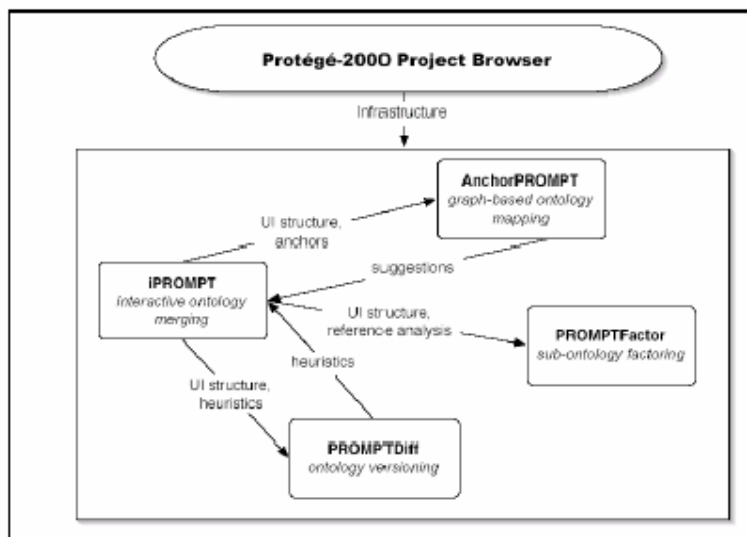 Protégé-2000 Project Browser
Infrastructure
AnchorPROMPT
graph-based ontology
mapping
UI structure,
anchors
suggestions
iPROMPT
interactive ontology
merging
UI structure,
reference analysis
PROMPTFactor
sub-ontology factoring
heuristics
UI structure,
heuristics
PROMPTDiff
ontology versioning